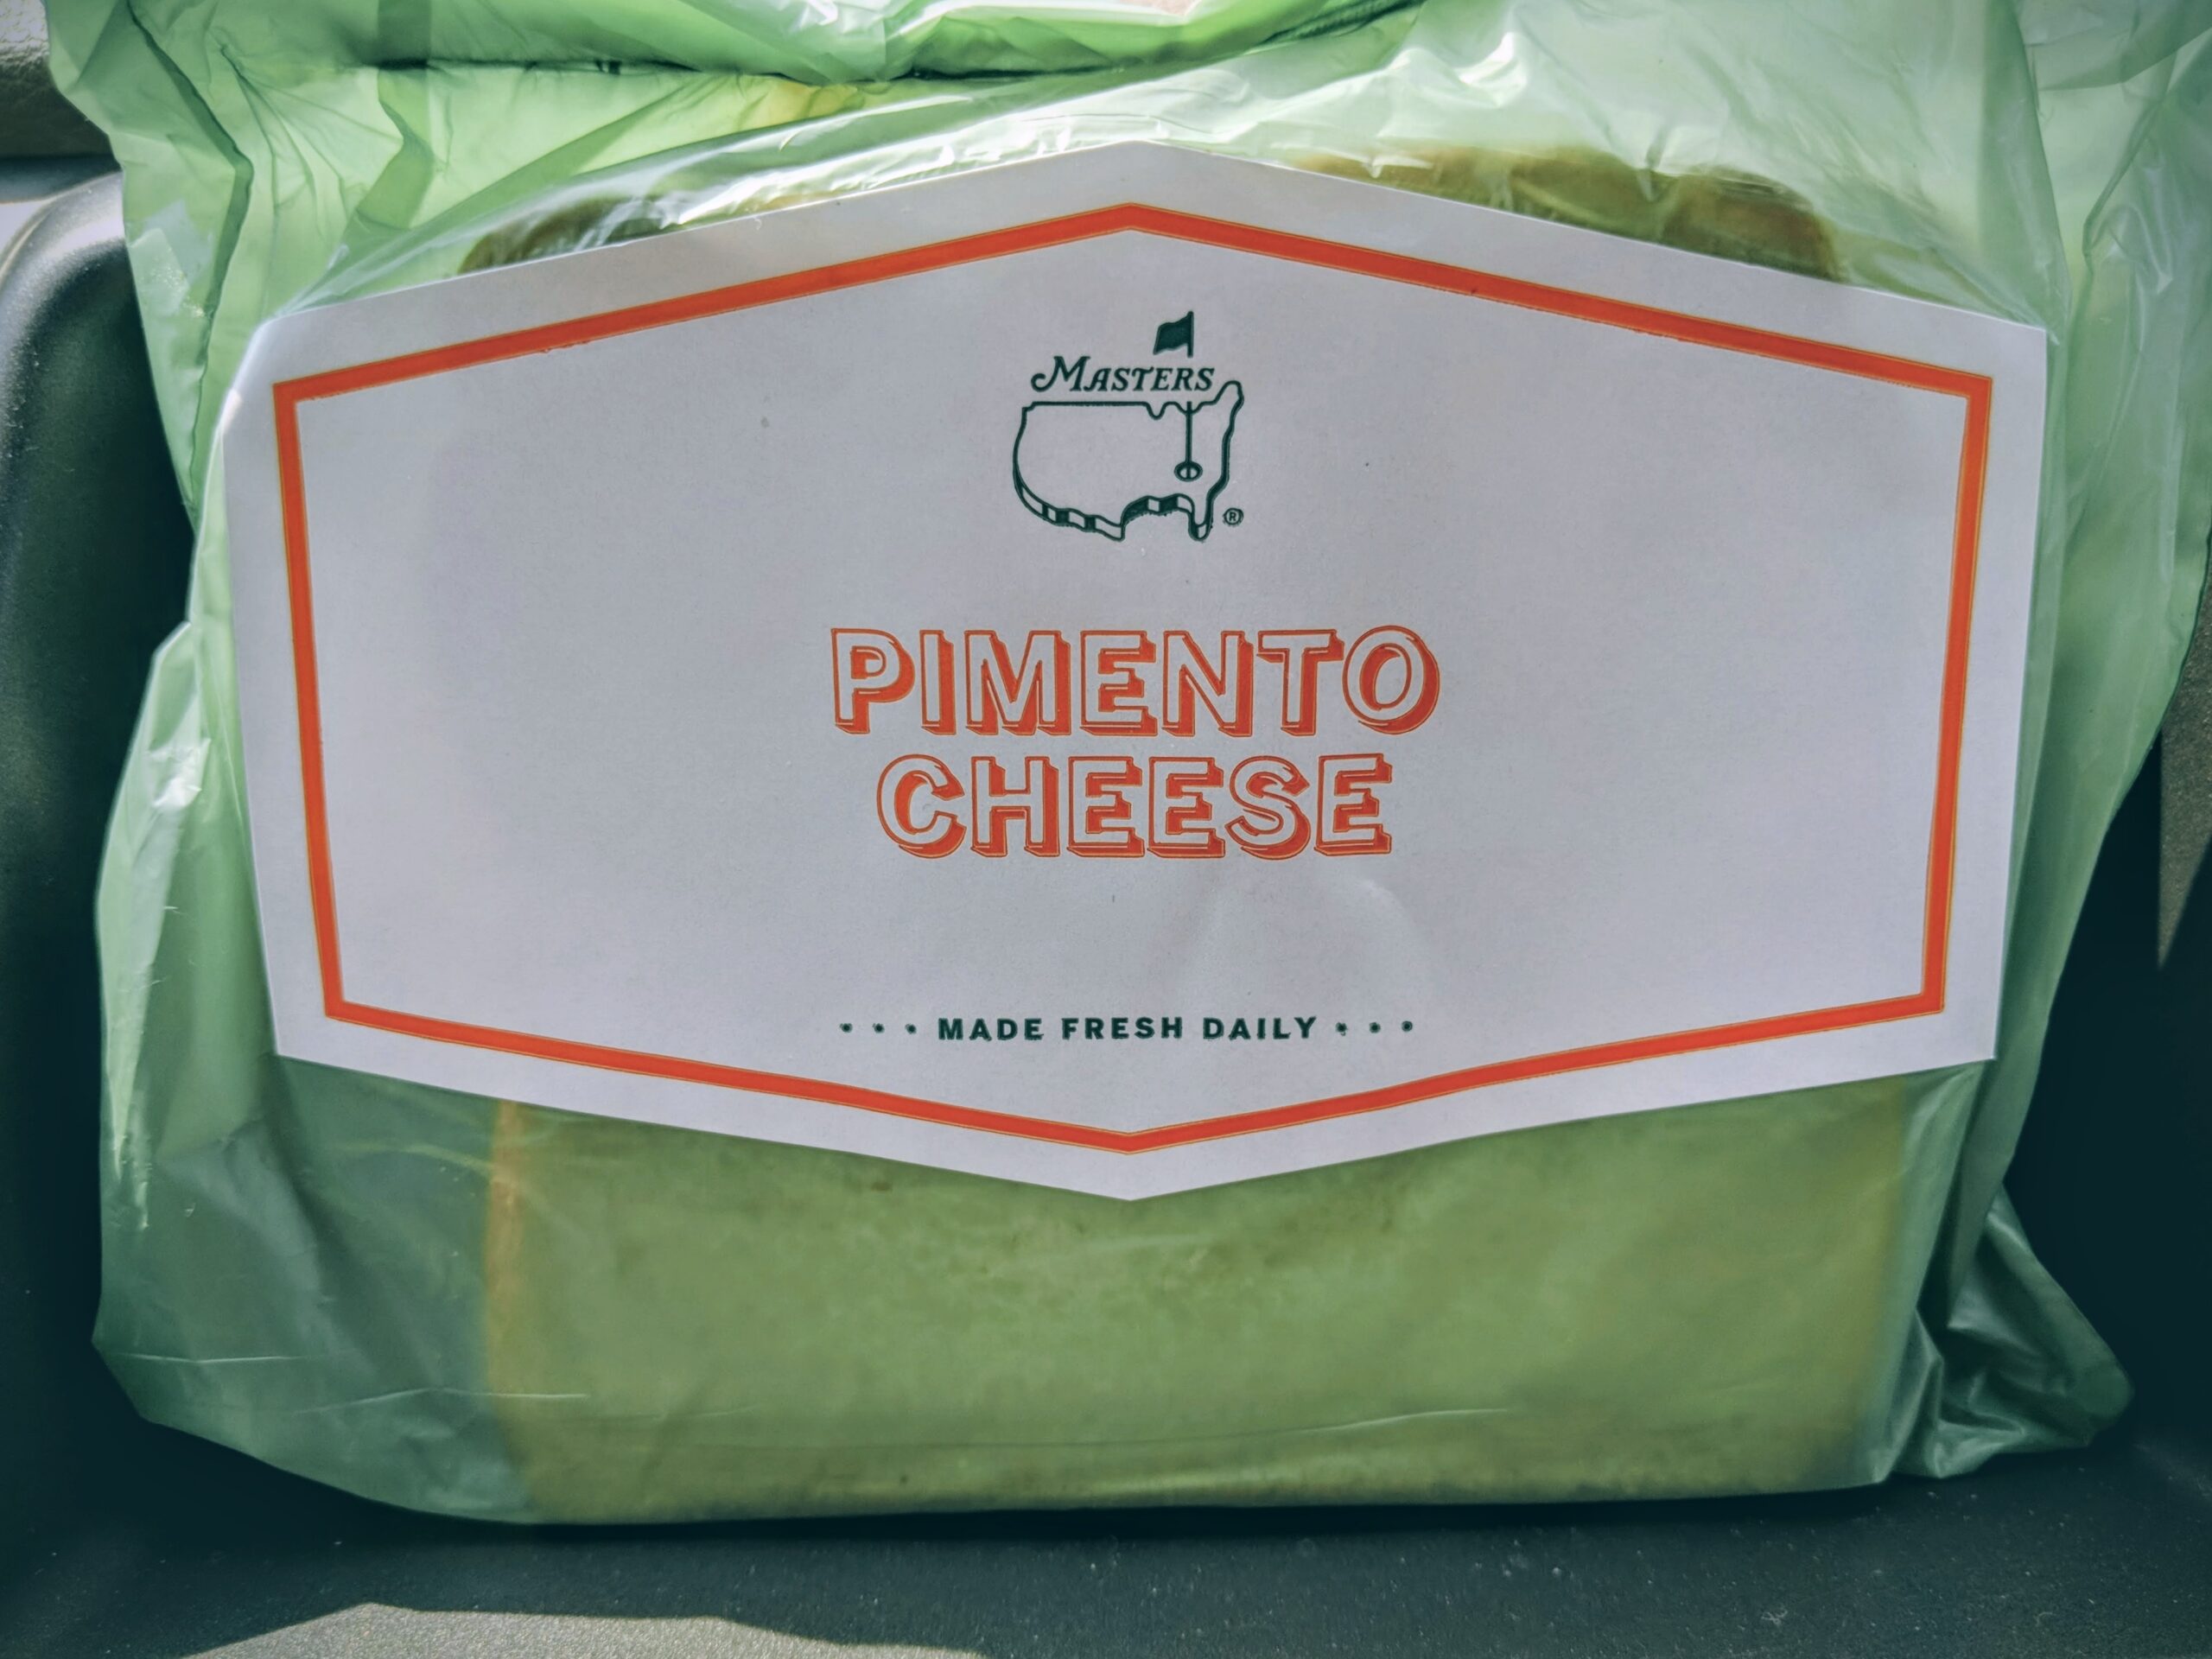 MASTERS
®
PIMENTO
CHEESE
••• MADE FRESH DAILY •••